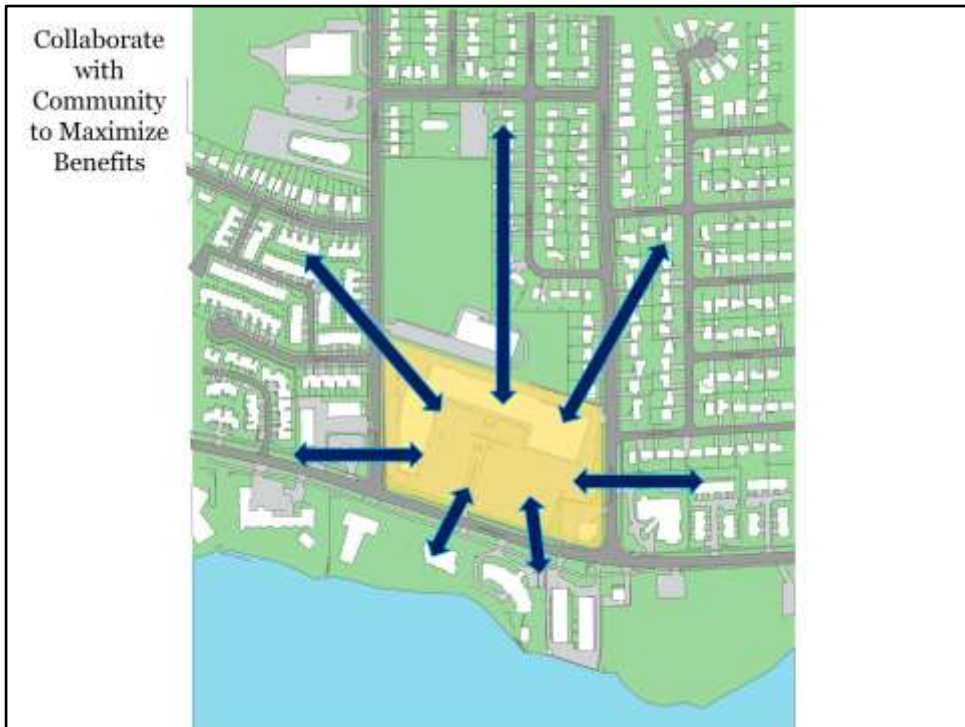 Collaborate
with
Community
to Maximize
Benefits